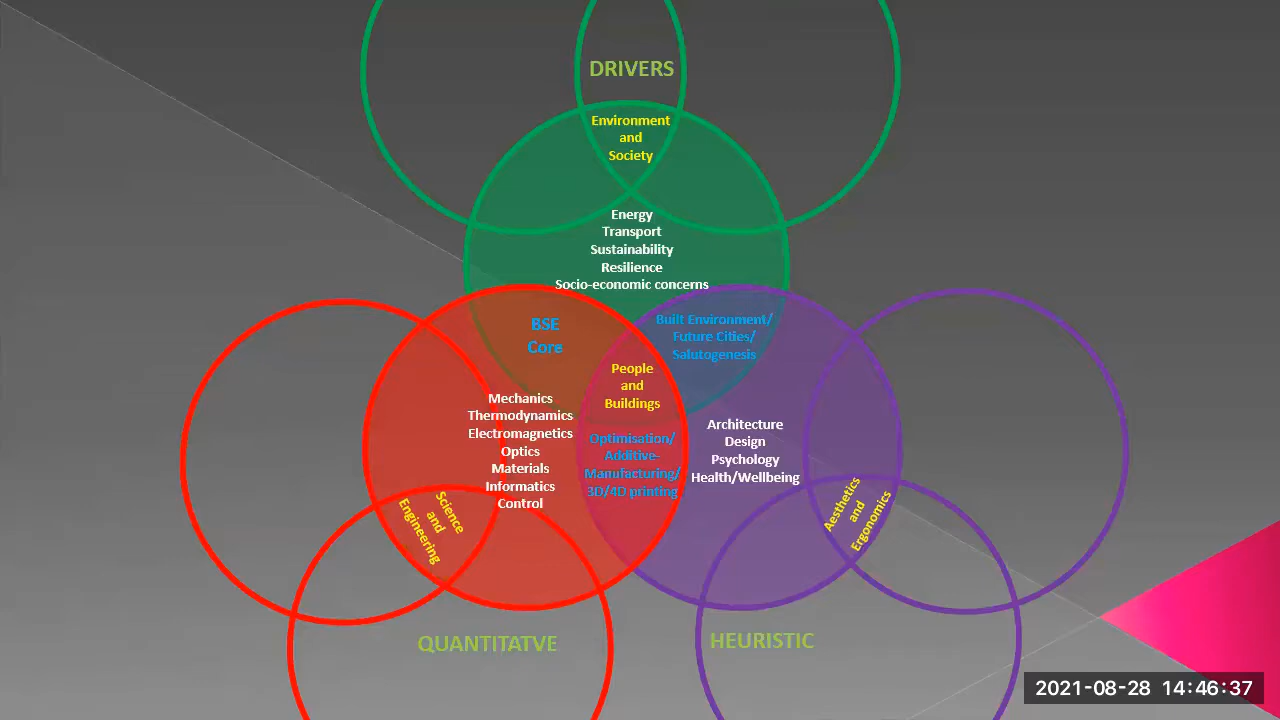 DRIVERS
Environment
and
Society
Energy
Transport
Sustainability
Resilience
Socio-economic concerns
BSE
Core
Built Environment/
Future Cities/
Salutogenesis
People
and
Buildings
Mechanics
Thermodynamics
Electromagnetics
Optics
Materials
Informatics
Control
Optimisation/
Additive-
Manufacturing/
3D/4D printing
Architecture
Design
Psychology
Health/Wellbeing
Science
and
Engineering
Aesthetics
and
Ergonomics
QUANTITATVE
HEURISTIC
2021-08-28 14:46:37